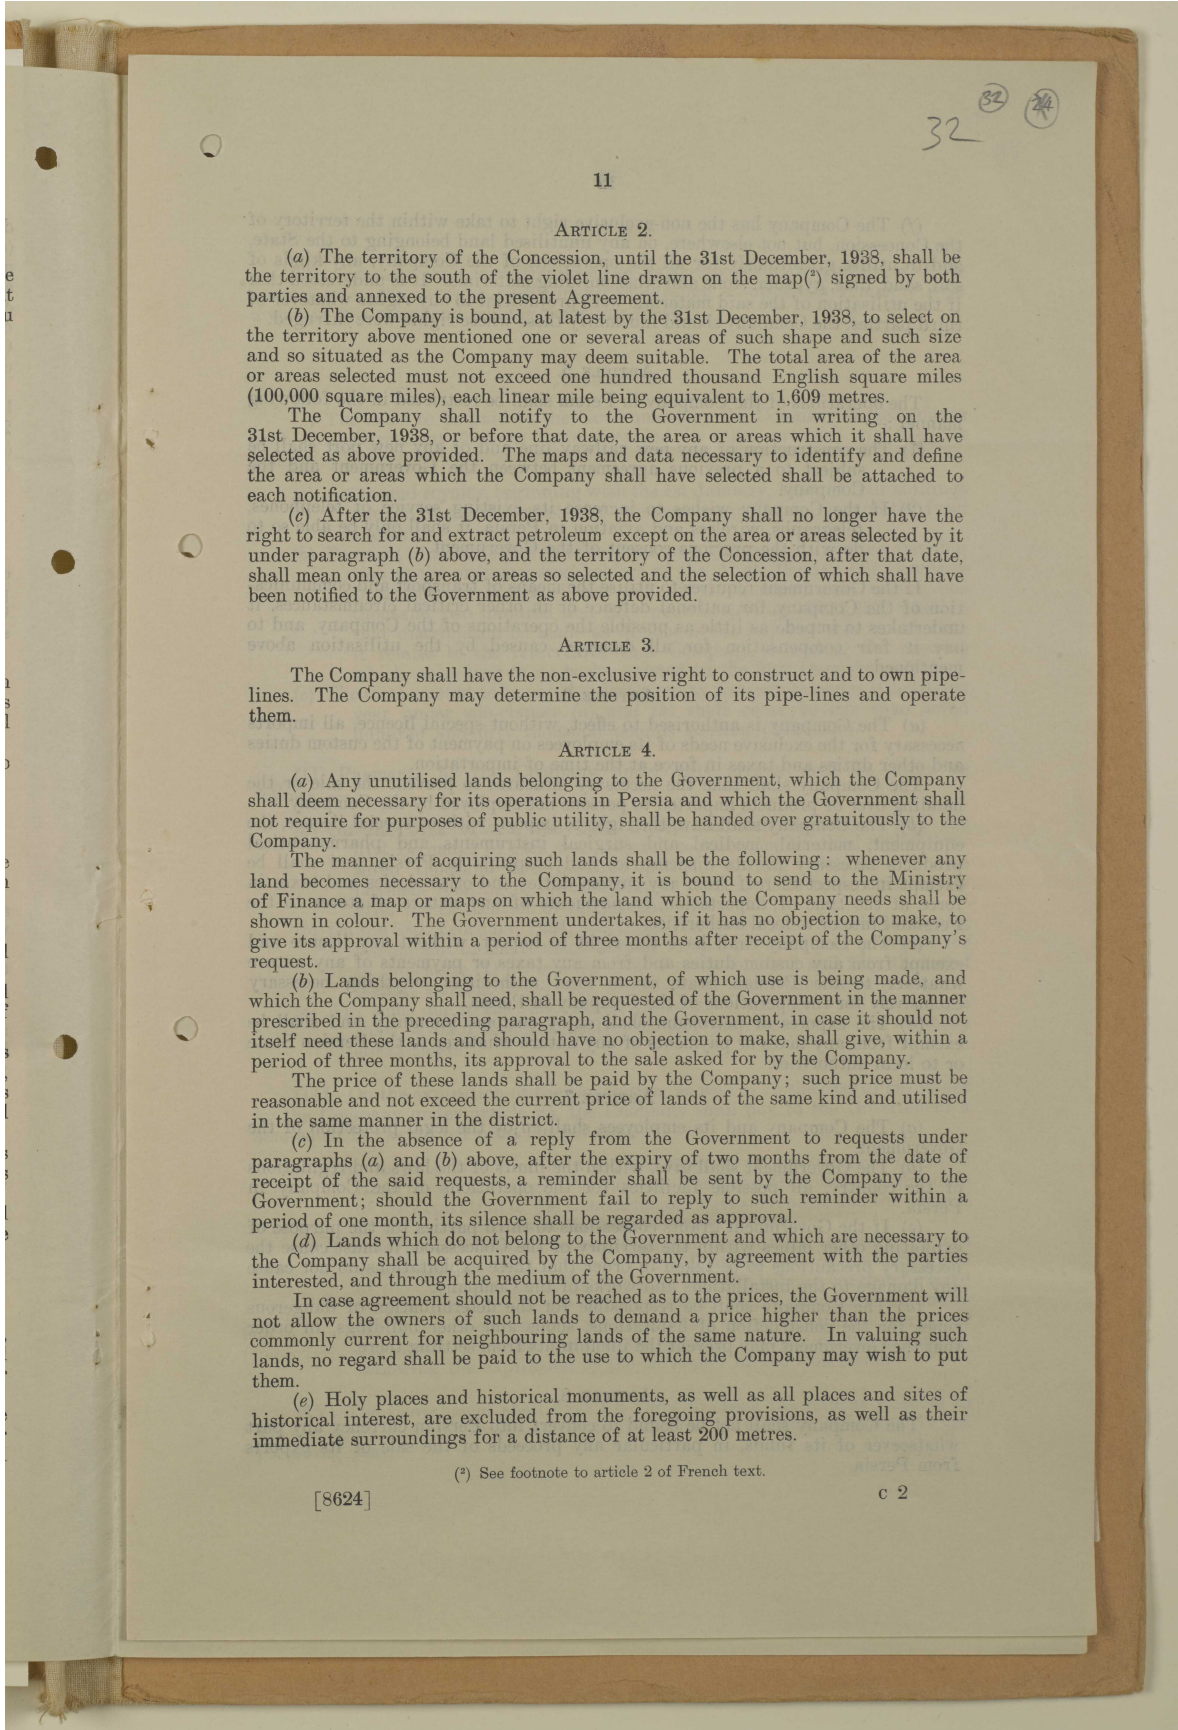 32
24
32
11
ARTICLE 2.
(a) The territory of the Concession, until the 31st December, 1938, shall be
the territory to the south of the violet line drawn on the map(²) signed by both
parties and annexed to the present Agreement.
(b) The Company is bound, at latest by the 31st December, 1938, to select on
the territory above mentioned one or several areas of such shape and such size
and so situated as the Company may deem suitable. The total area of the area
or areas selected must not exceed one hundred thousand English square miles
(100,000 square miles), each linear mile being equivalent to 1,609 metres.
The Company shall notify to the Government in writing on the
31st December, 1938, or before that date, the area or areas which it shall have
selected as above provided. The maps and data necessary to identify and define
the area or areas which the Company shall have selected shall be attached to
each notification.
(c) After the 31st December, 1938, the Company shall no longer have the
right to search for and extract petroleum except on the area or areas selected by it
under paragraph (b) above, and the territory of the Concession, after that date,
shall mean only the area or areas so selected and the selection of which shall have
been notified to the Government as above provided.
ARTICLE 3.
The Company shall have the non-exclusive right to construct and to own pipe-
lines. The Company may determine the position of its pipe-lines and operate
them.
ARTICLE 4.
(a) Any unutilised lands belonging to the Government, which the Company
shall deem necessary for its operations in Persia and which the Government shall
not require for purposes of public utility, shall be handed over gratuitously to the
Company.
The manner of acquiring such lands shall be the following : whenever any
land becomes necessary to the Company, it is bound to send to the Ministry
of Finance a map or maps on which the land which the Company needs shall be
shown in colour. The Government undertakes, if it has no objection to make, to
give its approval within a period of three months after receipt of the Company's
request.
(b) Lands belonging to the Government, of which use is being made, and
which the Company shall need, shall be requested of the Government in the manner
prescribed in the preceding paragraph, and the Government, in case it should not
itself need these lands and should have no objection to make, shall give, within a
period of three months, its approval to the sale asked for by the Company.
The price of these lands shall be paid by the Company; such price must be
reasonable and not exceed the current price of lands of the same kind and utilised
in the same manner in the district.
(c) In the absence of a reply from the Government to requests under
paragraphs (a) and (b) above, after the expiry of two months from the date of
receipt of the said requests, a reminder shall be sent by the Company to the
Government; should the Government fail to reply to such reminder within a
period of one month, its silence shall be regarded as approval.
(d) Lands which do not belong to the Government and which are necessary to
the Company shall be acquired by the Company, by agreement with the parties
interested, and through the medium of the Government.
In case agreement should not be reached as to the prices, the Government will
not allow the owners of such lands to demand a price higher than the prices
commonly current for neighbouring lands of the same nature. In valuing such
lands, no regard shall be paid to the use to which the Company may wish to put
them.
(e) Holy places and historical monuments, as well as all places and sites of
historical interest, are excluded from the foregoing provisions, as well as their
immediate surroundings for a distance of at least 200 metres.
(²) See footnote to article 2 of French text.
[8624]
C 2